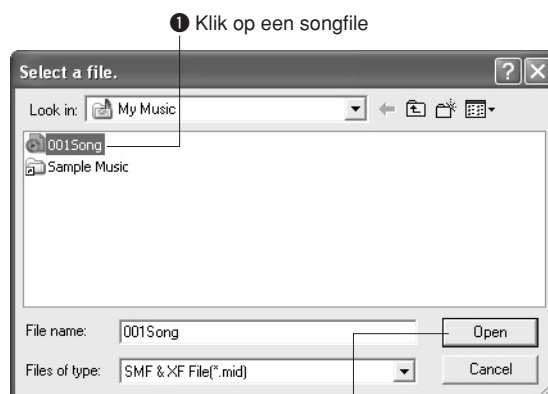 ❶ Klik op een songfile
Select a file.
Look in: My Music
001Song
Sample Music
File name: 001Song Open
Files of type: SMF & XF File(*.mid) Cancel